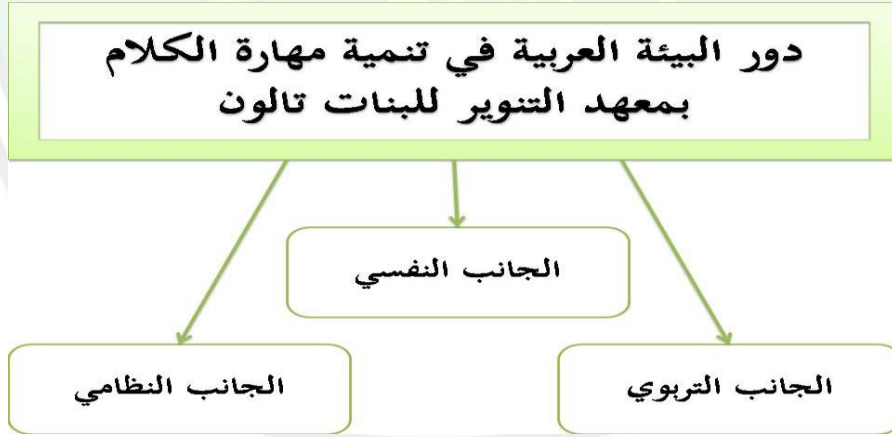 دور البيئة العربية في تنمية مهارة الكلام
بمعهد التنوير للبنات تالون
الجانب النفسي
الجانب التربوي
الجانب النظامي